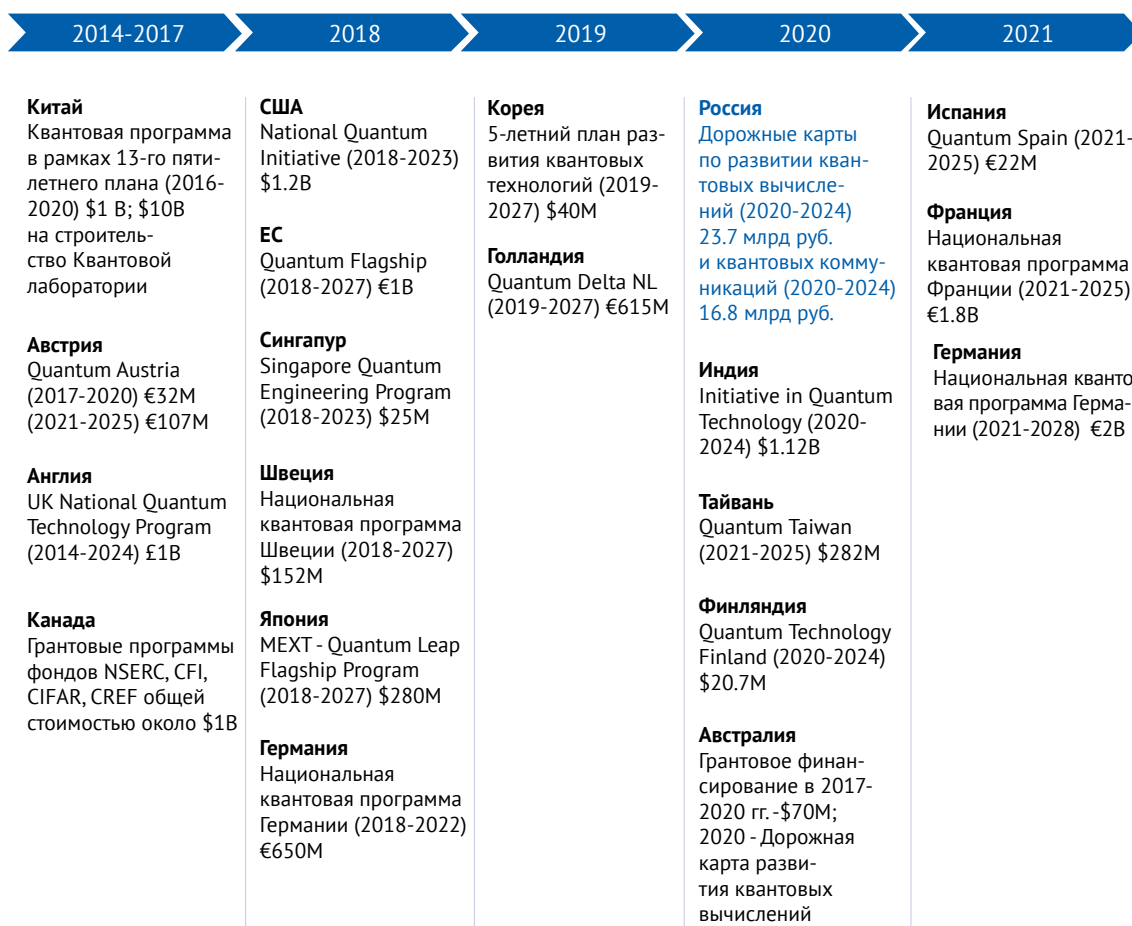 2014-2017
2018
2019
2020
2021
Китай
Квантовая программа
в рамках 13-го пяти-
летнего плана (2016-
2020) $1 B; $10B
на строитель-
ство Квантовой
лаборатории
Австрия
Quantum Austria
(2017-2020) €32M
(2021-2025) €107M
Англия
UK National Quantum
Technology Program
(2014-2024) £1B
Канада
Грантовые программы
фондов NSERC, CFI,
CIFAR, CREF общей
стоимостью около $1B
США
National Quantum
Initiative (2018-2023)
$1.2B
ЕС
Quantum Flagship
(2018-2027) €1B
Сингапур
Singapore Quantum
Engineering Program
(2018-2023) $25M
Швеция
Национальная
квантовая программа
Швеции (2018-2027)
$152M
Япония
MEXT - Quantum Leap
Flagship Program
(2018-2027) $280M
Германия
Национальная
квантовая программа
Германии (2018-2022)
€650M
Корея
5-летний план раз-
вития квантовых
технологий (2019-
2027) $40M
Голландия
Quantum Delta NL
(2019-2027) €615M
Россия
Дорожные карты
по развитии кван-
товых вычисле-
ний (2020-2024)
23.7 млрд руб.
и квантовых комму-
никаций (2020-2024)
16.8 млрд руб.
Индия
Initiative in Quantum
Technology (2020-
2024) $1.12B
Тайвань
Quantum Taiwan
(2021-2025) $282M
Финляндия
Quantum Technology
Finland (2020-2024)
$20.7M
Австралия
Грантовое финан-
сирование в 2017-
2020 гг. -$70M;
2020 - Дорожная
карта разви-
тия квантовых
вычислений
Испания
Quantum Spain (2021-
2025) €22M
Франция
Национальная
квантовая программа
Франции (2021-2025)
€1.8B
Германия
Национальная кванто
вая программа Герма-
нии (2021-2028) €2B